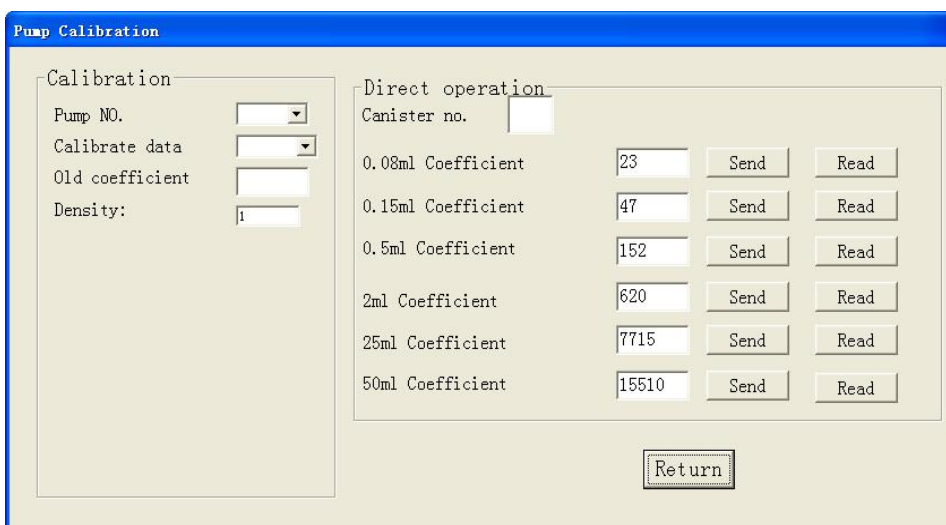 Pump Calibration
Calibration
Pump NO.
Calibrate data
Old coefficient
Density: 1
Direct operation
Canister no.
0.08ml Coefficient 23 Send Read
0.15ml Coefficient 47 Send Read
0.5ml Coefficient 152 Send Read
2ml Coefficient 620 Send Read
25ml Coefficient 7715 Send Read
50ml Coefficient 15510 Send Read
Return